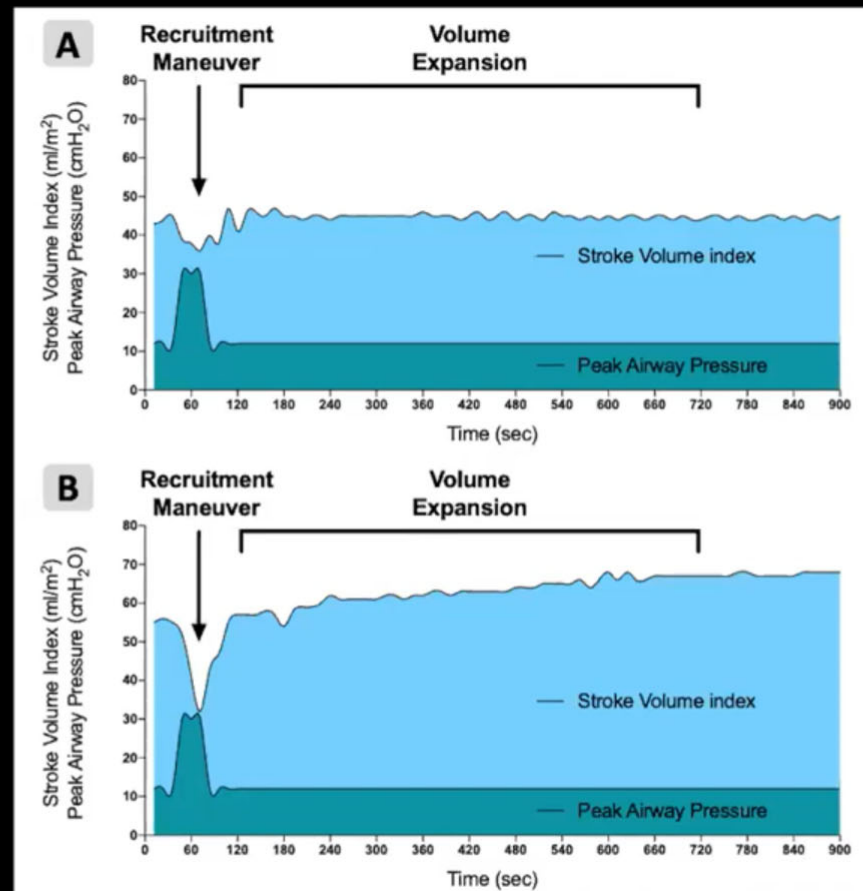 A
Recruitment
Maneuver
Volume
Expansion
Stroke Volume Index (ml/m²)
Peak Airway Pressure (cmH₂O)
80
70
60
50
40
30
20
10
0
Stroke Volume index
Peak Airway Pressure
0 60 120 180 240 300 360 420 480 540 600 660 720 780 840 900
Time (sec)
B
Recruitment
Maneuver
Volume
Expansion
Stroke Volume Index (ml/m²)
Peak Airway Pressure (cmH₂O)
80
70
60
50
40
30
20
10
0
Stroke Volume index
Peak Airway Pressure
0 60 120 180 240 300 360 420 480 540 600 660 720 780 840 900
Time (sec)